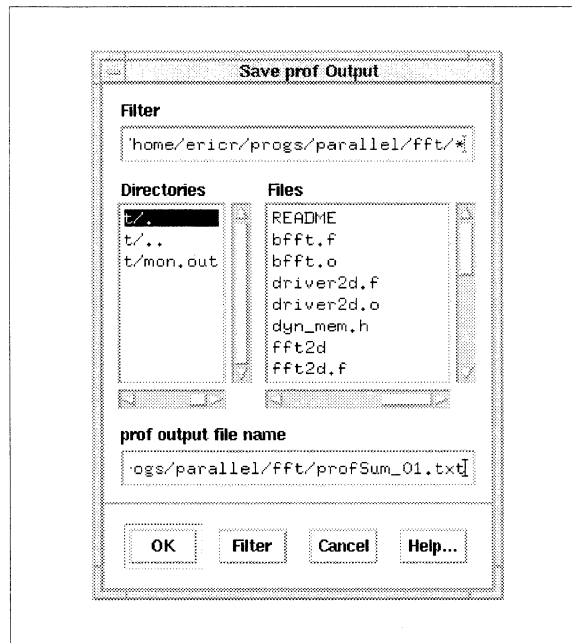 Save prof Output
Filter
/home/ericr/progs/parallel/fft/*
Directories
t/.
t/..
t/mon.out
Files
README
bfft.f
bfft.o
driver2d.f
driver2d.o
dyn_mem.h
fft2d
fft2d.f
prof output file name
ogs/parallel/fft/profSum_01.txt
OK
Filter
Cancel
Help...